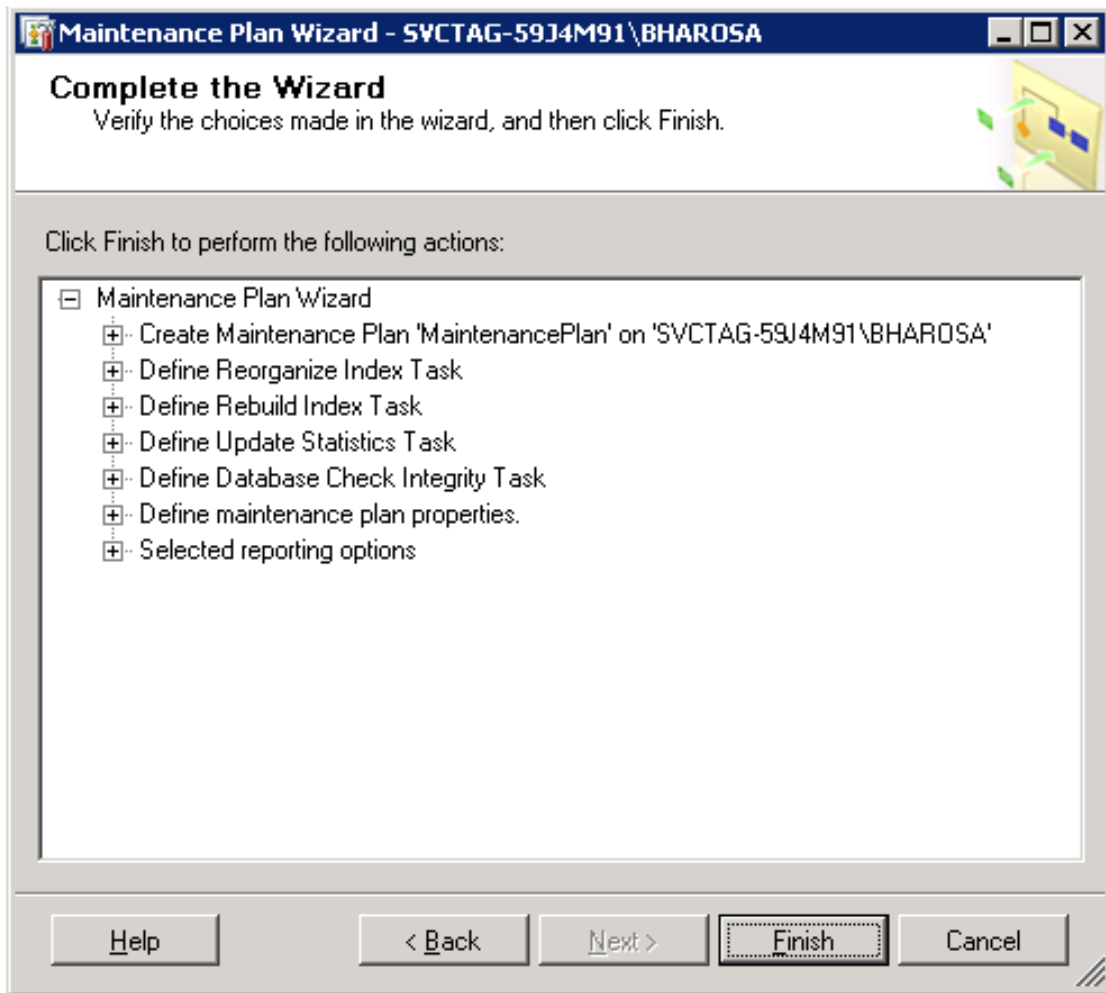 Maintenance Plan Wizard - SVCTAG-59J4M91\BHAROSA
Complete the Wizard
Verify the choices made in the wizard, and then click Finish.
Click Finish to perform the following actions:
Maintenance Plan Wizard
Create Maintenance Plan 'MaintenancePlan' on 'SVCTAG-59J4M91\BHAROSA'
Define Reorganize Index Task
Define Rebuild Index Task
Define Update Statistics Task
Define Database Check Integrity Task
Define maintenance plan properties.
Selected reporting options
Help < Back Next > Finish Cancel